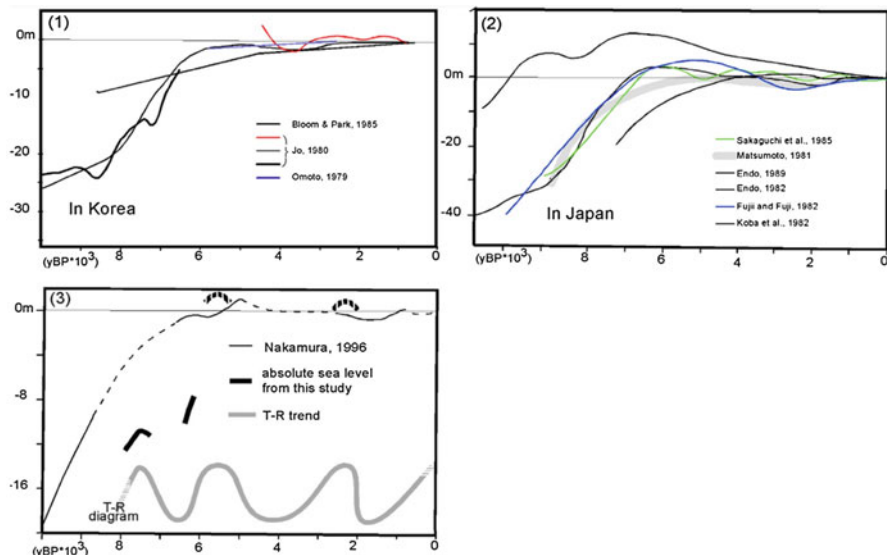 (1)
0m
-10
-20
-30
Bloom & Park, 1985
Jo, 1980
Omoto, 1979
In Korea
(yBP*10³) 8 6 4 2 0
(2)
0m
-20
-40
Sakaguchi et al., 1985
Matsumoto, 1981
Endo, 1989
Endo, 1982
Fujii and Fuji, 1982
Koba et al., 1982
In Japan
(yBP*10³) 8 6 4 2 0
(3)
0m
-8
-16
Nakamura, 1996
absolute sea level
from this study
T-R trend
T-R
diagram
(yBP*10³) 8 6 4 2 0